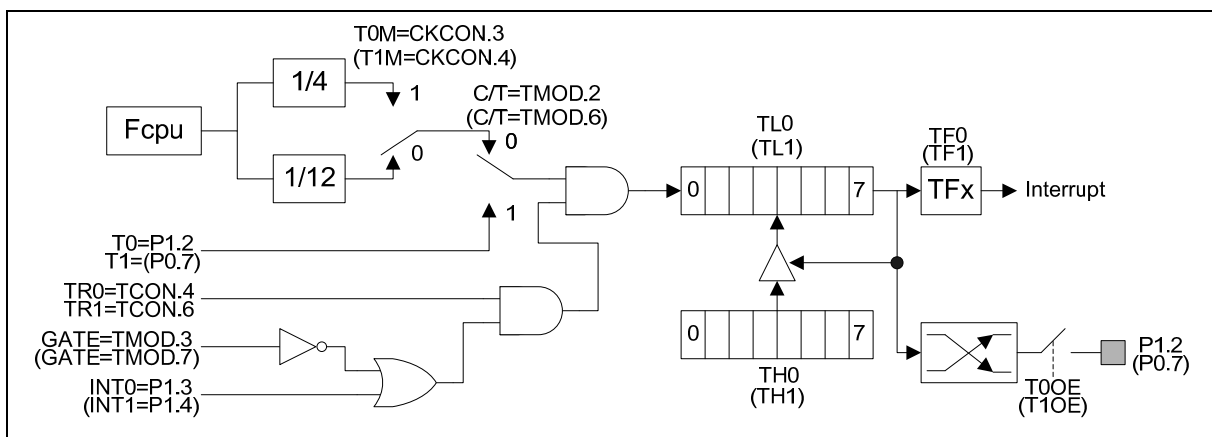 T0M=CKCON.3
(T1M=CKCON.4)
1/4
1
C/T=TMOD.2
(C/T=TMOD.6)
Fcpu
0
0
1/12
1
TL0
(TL1)
0
7
TF0
(TF1)
TFx
Interrupt
T0=P1.2
T1=(P0.7)
TR0=TCON.4
TR1=TCON.6
GATE=TMOD.3
(GATE=TMOD.7)
INT0=P1.3
(INT1=P1.4)
0
7
TH0
(TH1)
T0OE
(T1OE)
P1.2
(P0.7)